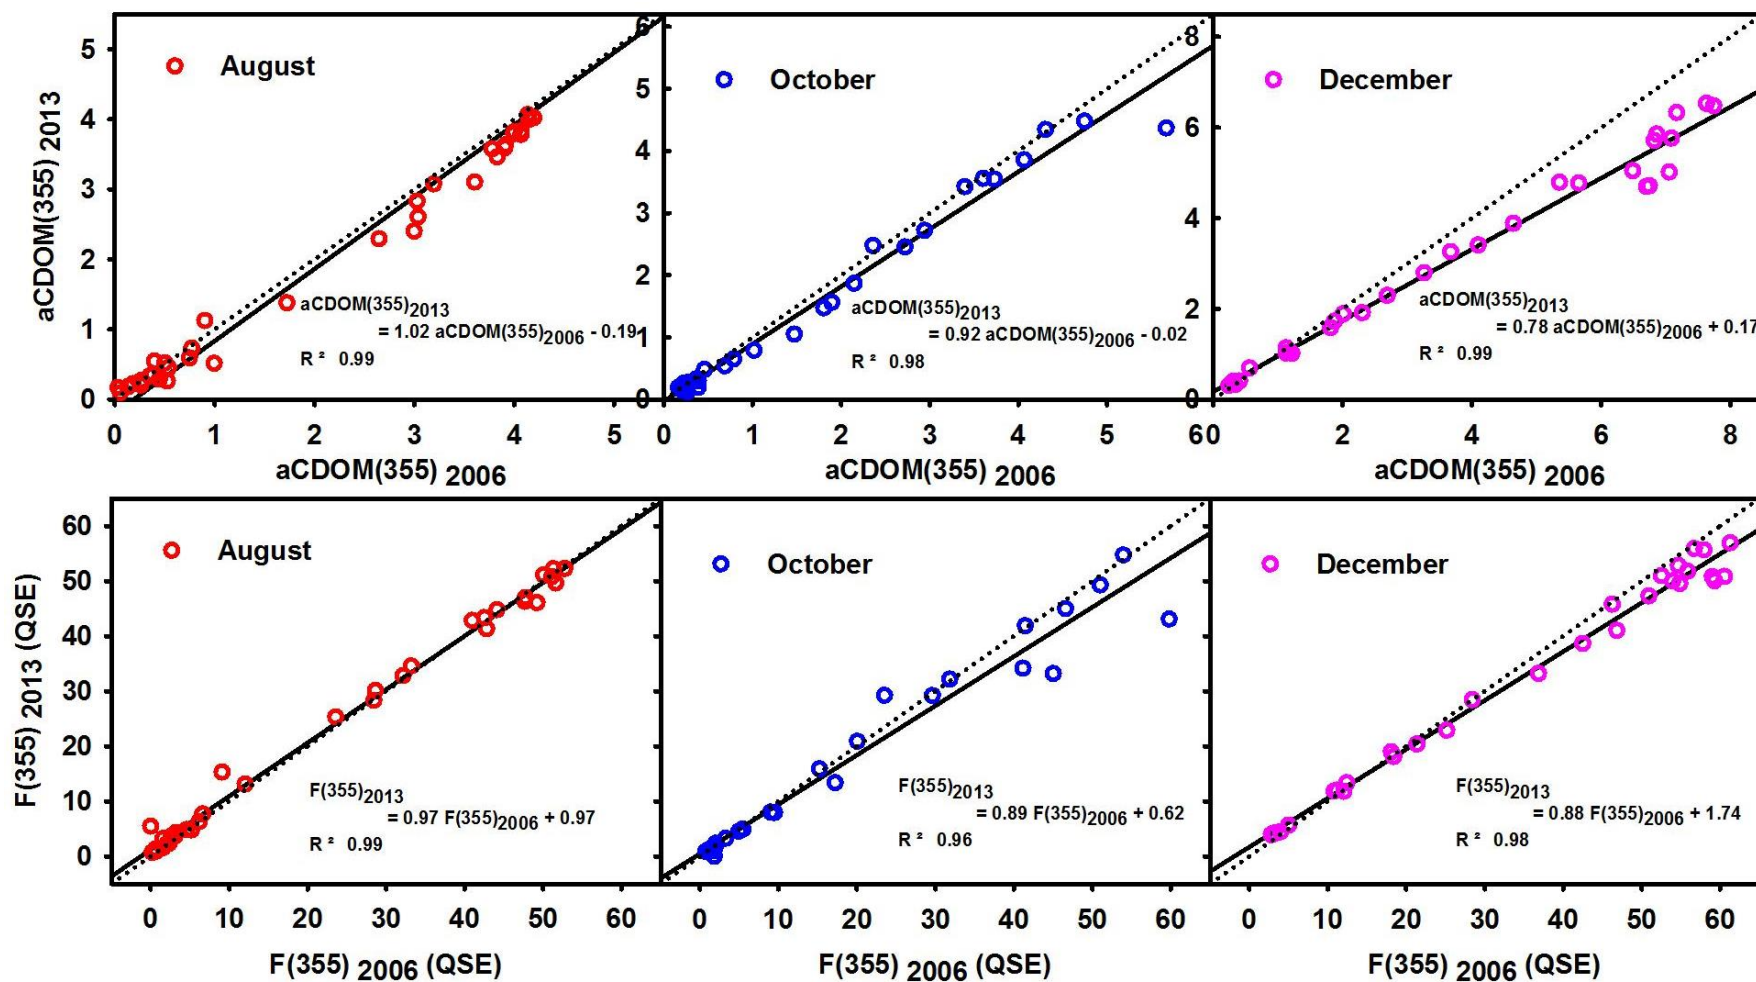 August
aCDOM(355) 2013
5
4
3
2
1
0
aCDOM(355)2013
= 1.02 aCDOM(355)2006 - 0.19
R ² 0.99
0 1 2 3 4 5
aCDOM(355) 2006
October
6
5
4
3
2
1
0
aCDOM(355)2013
= 0.92 aCDOM(355)2006 - 0.02
R ² 0.98
0 1 2 3 4 5 6
aCDOM(355) 2006
December
8
6
4
2
0
aCDOM(355)2013
= 0.78 aCDOM(355)2006 + 0.17
R ² 0.99
0 2 4 6 8
aCDOM(355) 2006
August
F(355) 2013 (QSE)
60
50
40
30
20
10
0
F(355)2013
= 0.97 F(355)2006 + 0.97
R ² 0.99
0 10 20 30 40 50 60
F(355) 2006 (QSE)
October
F(355)2013
= 0.89 F(355)2006 + 0.62
R ² 0.96
0 10 20 30 40 50 60
F(355) 2006 (QSE)
December
F(355)2013
= 0.88 F(355)2006 + 1.74
R ² 0.98
0 10 20 30 40 50 60
F(355) 2006 (QSE)